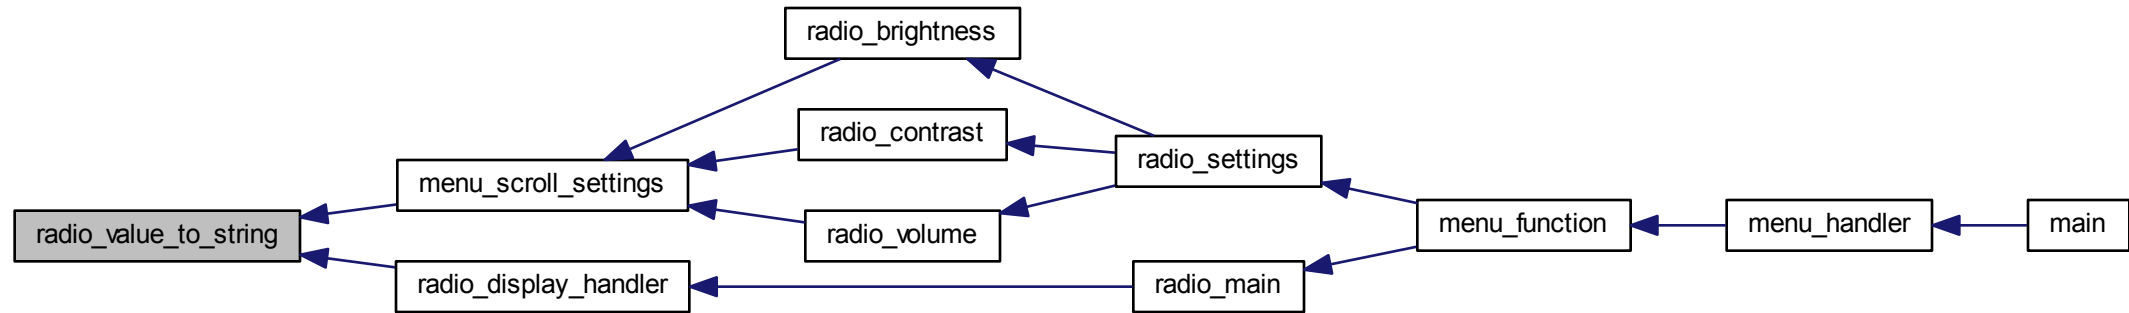 radio_brightness
radio_contrast
radio_settings
menu_scroll_settings
menu_function
menu_handler
main
radio_value_to_string
radio_volume
radio_display_handler
radio_main